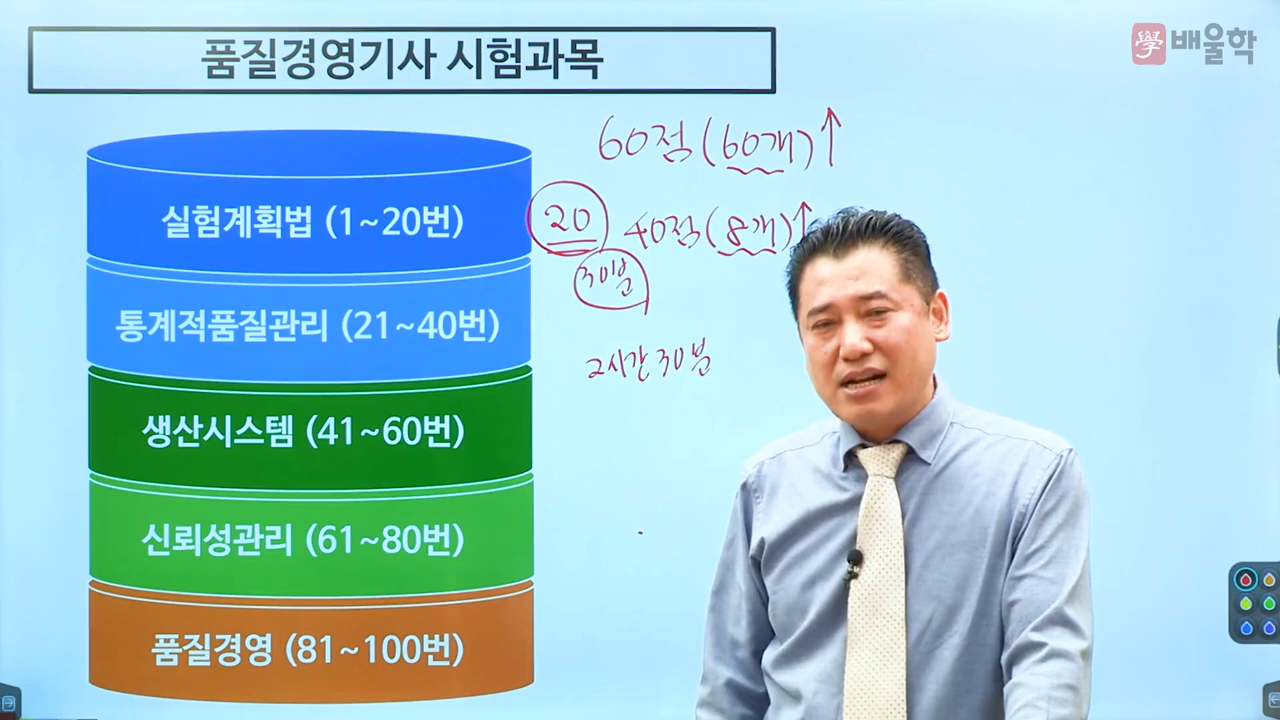 품질경영기사 시험과목
學 배울학
60점(60개)↑
실험계획법 (1~20번)
20 40점(8개)↑
30분
통계적품질관리 (21~40번)
2시간 30분
생산시스템 (41~60번)
신뢰성관리 (61~80번)
품질경영 (81~100번)